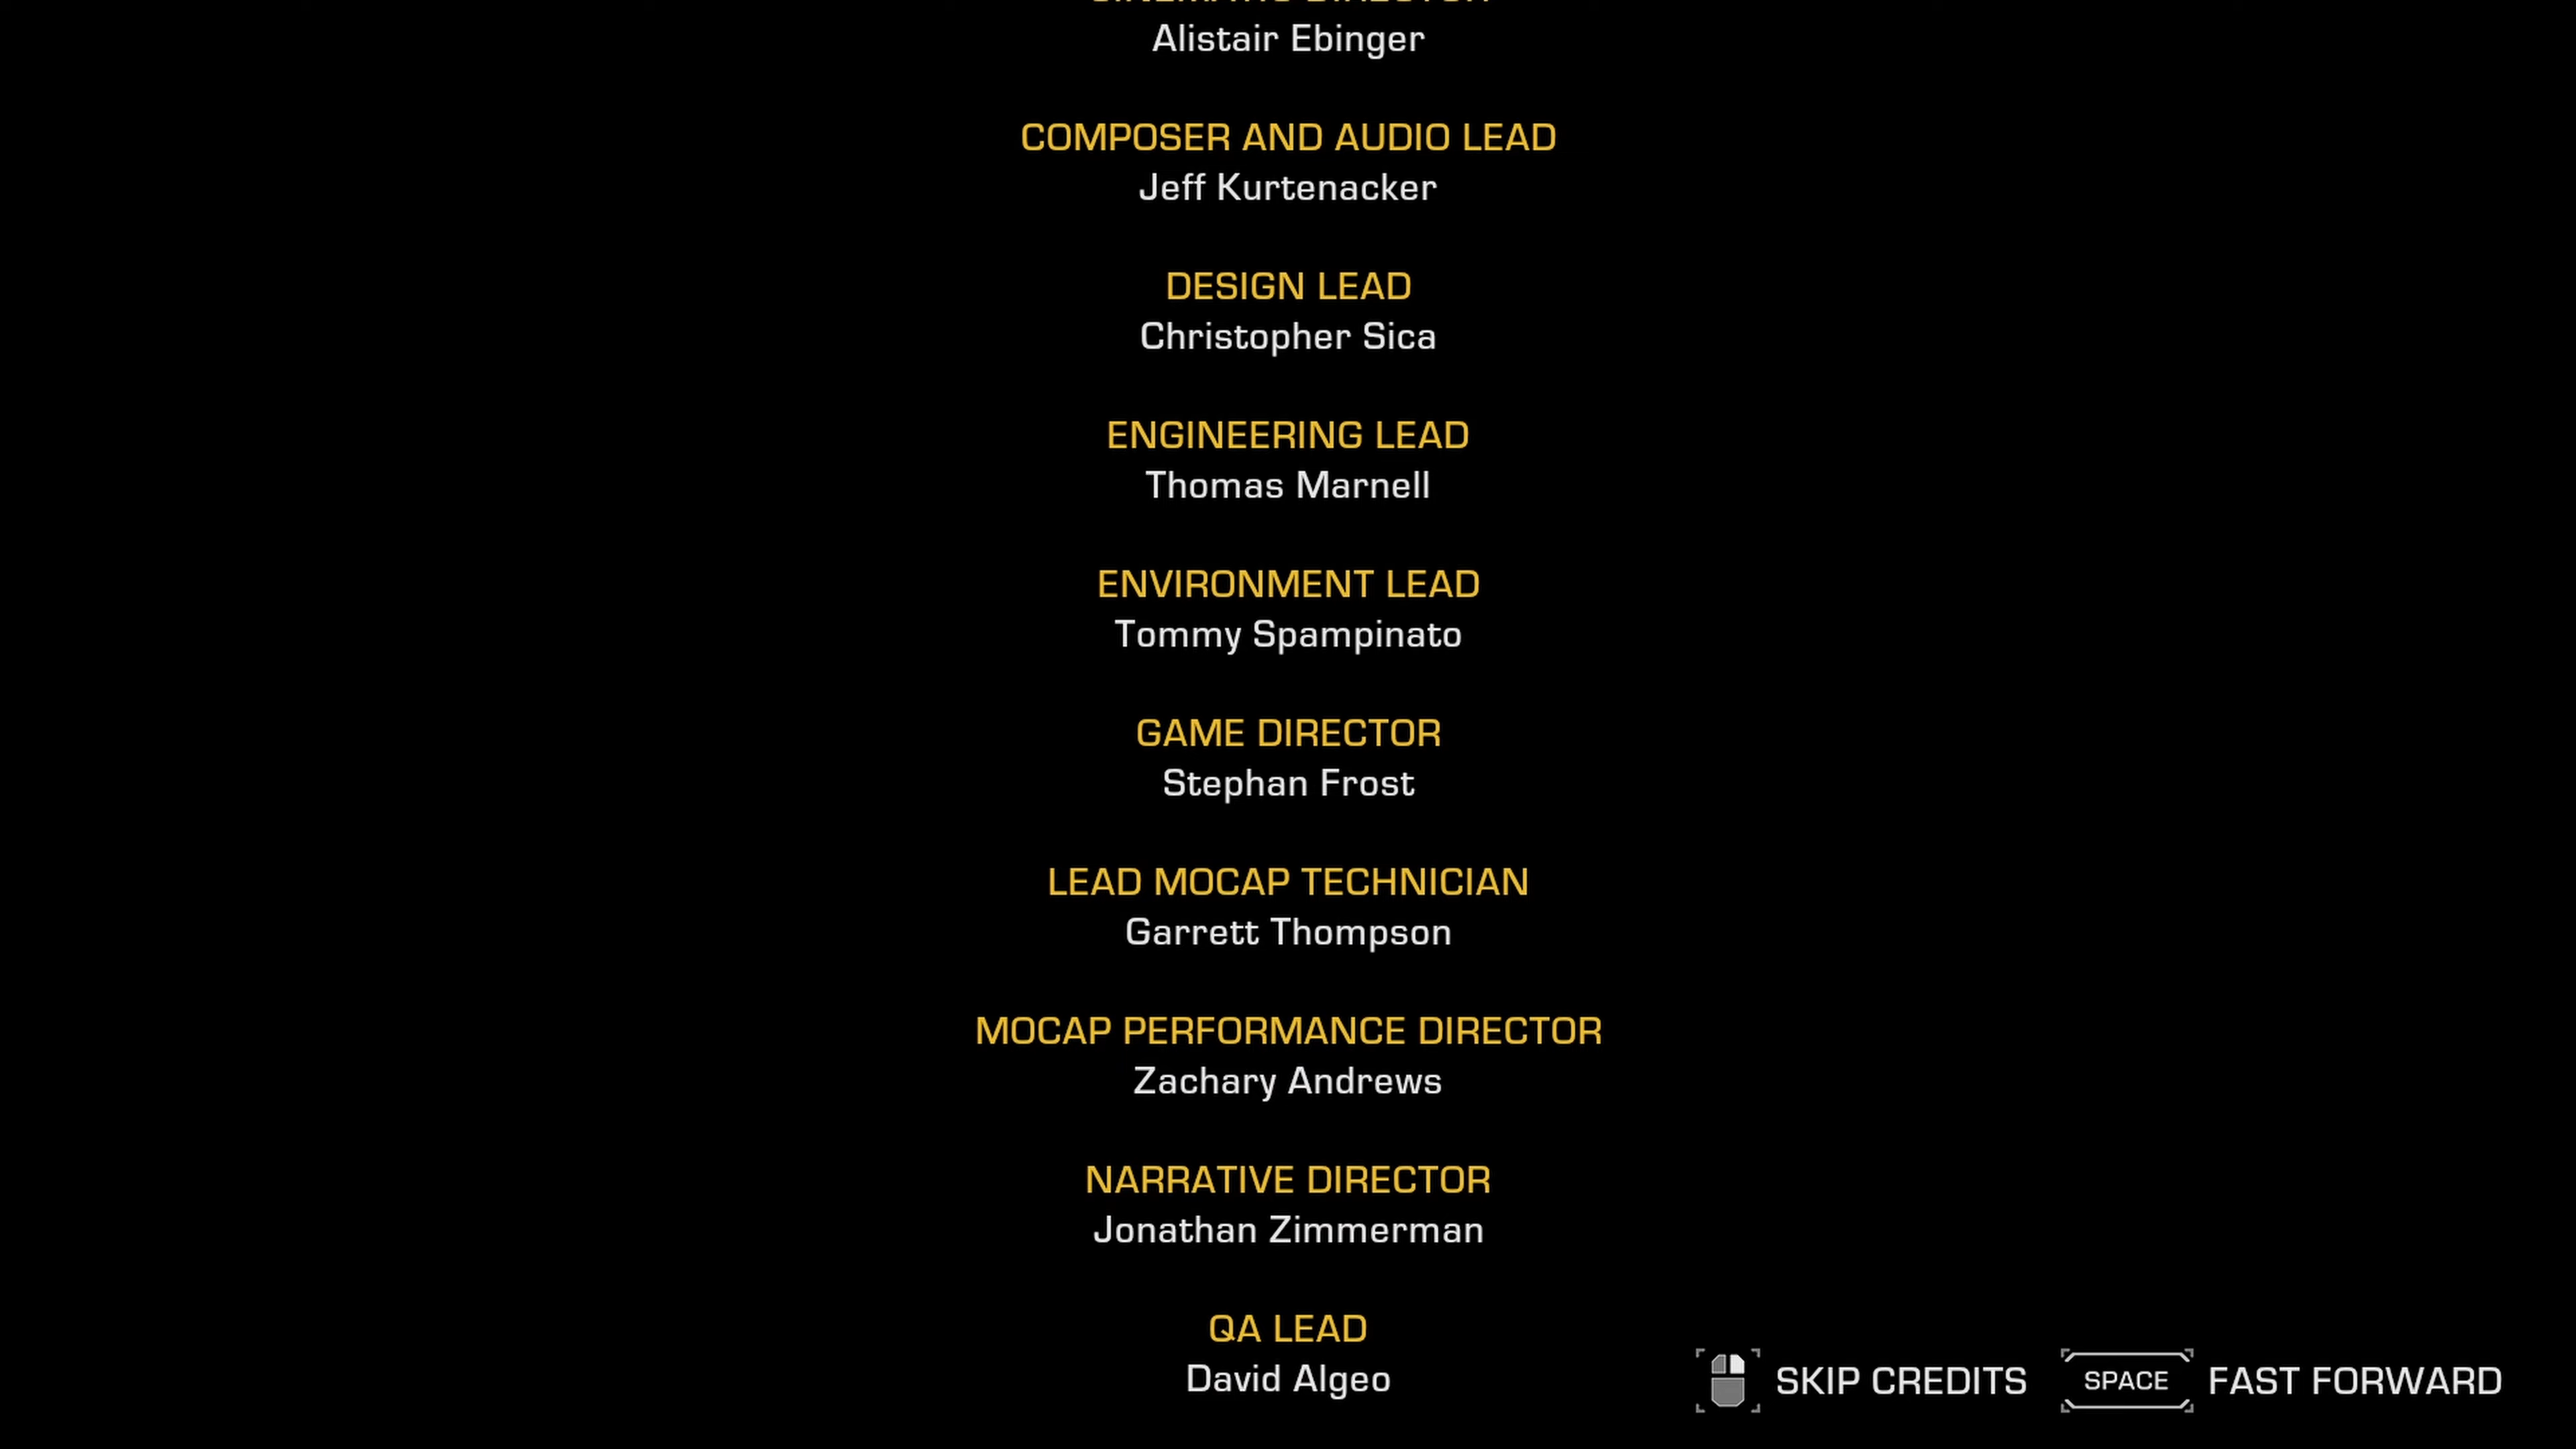 CINEMATIC DIRECTOR
Alistair Ebinger
COMPOSER AND AUDIO LEAD
Jeff Kurtenacker
DESIGN LEAD
Christopher Sica
ENGINEERING LEAD
Thomas Marnell
ENVIRONMENT LEAD
Tommy Spampinato
GAME DIRECTOR
Stephan Frost
LEAD MOCAP TECHNICIAN
Garrett Thompson
MOCAP PERFORMANCE DIRECTOR
Zachary Andrews
NARRATIVE DIRECTOR
Jonathan Zimmerman
QA LEAD
David Algeo
SKIP CREDITS SPACE FAST FORWARD